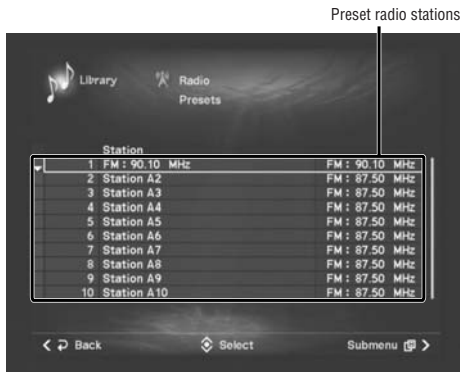 Preset radio stations
Library Radio
Presets
Station
1 FM : 90.10 MHz FM : 90.10 MHz
2 Station A2 FM : 87.50 MHz
3 Station A3 FM : 87.50 MHz
4 Station A4 FM : 87.50 MHz
5 Station A5 FM : 87.50 MHz
6 Station A6 FM : 87.50 MHz
7 Station A7 FM : 87.50 MHz
8 Station A8 FM : 87.50 MHz
9 Station A9 FM : 87.50 MHz
10 Station A10 FM : 87.50 MHz
Back Select Submenu